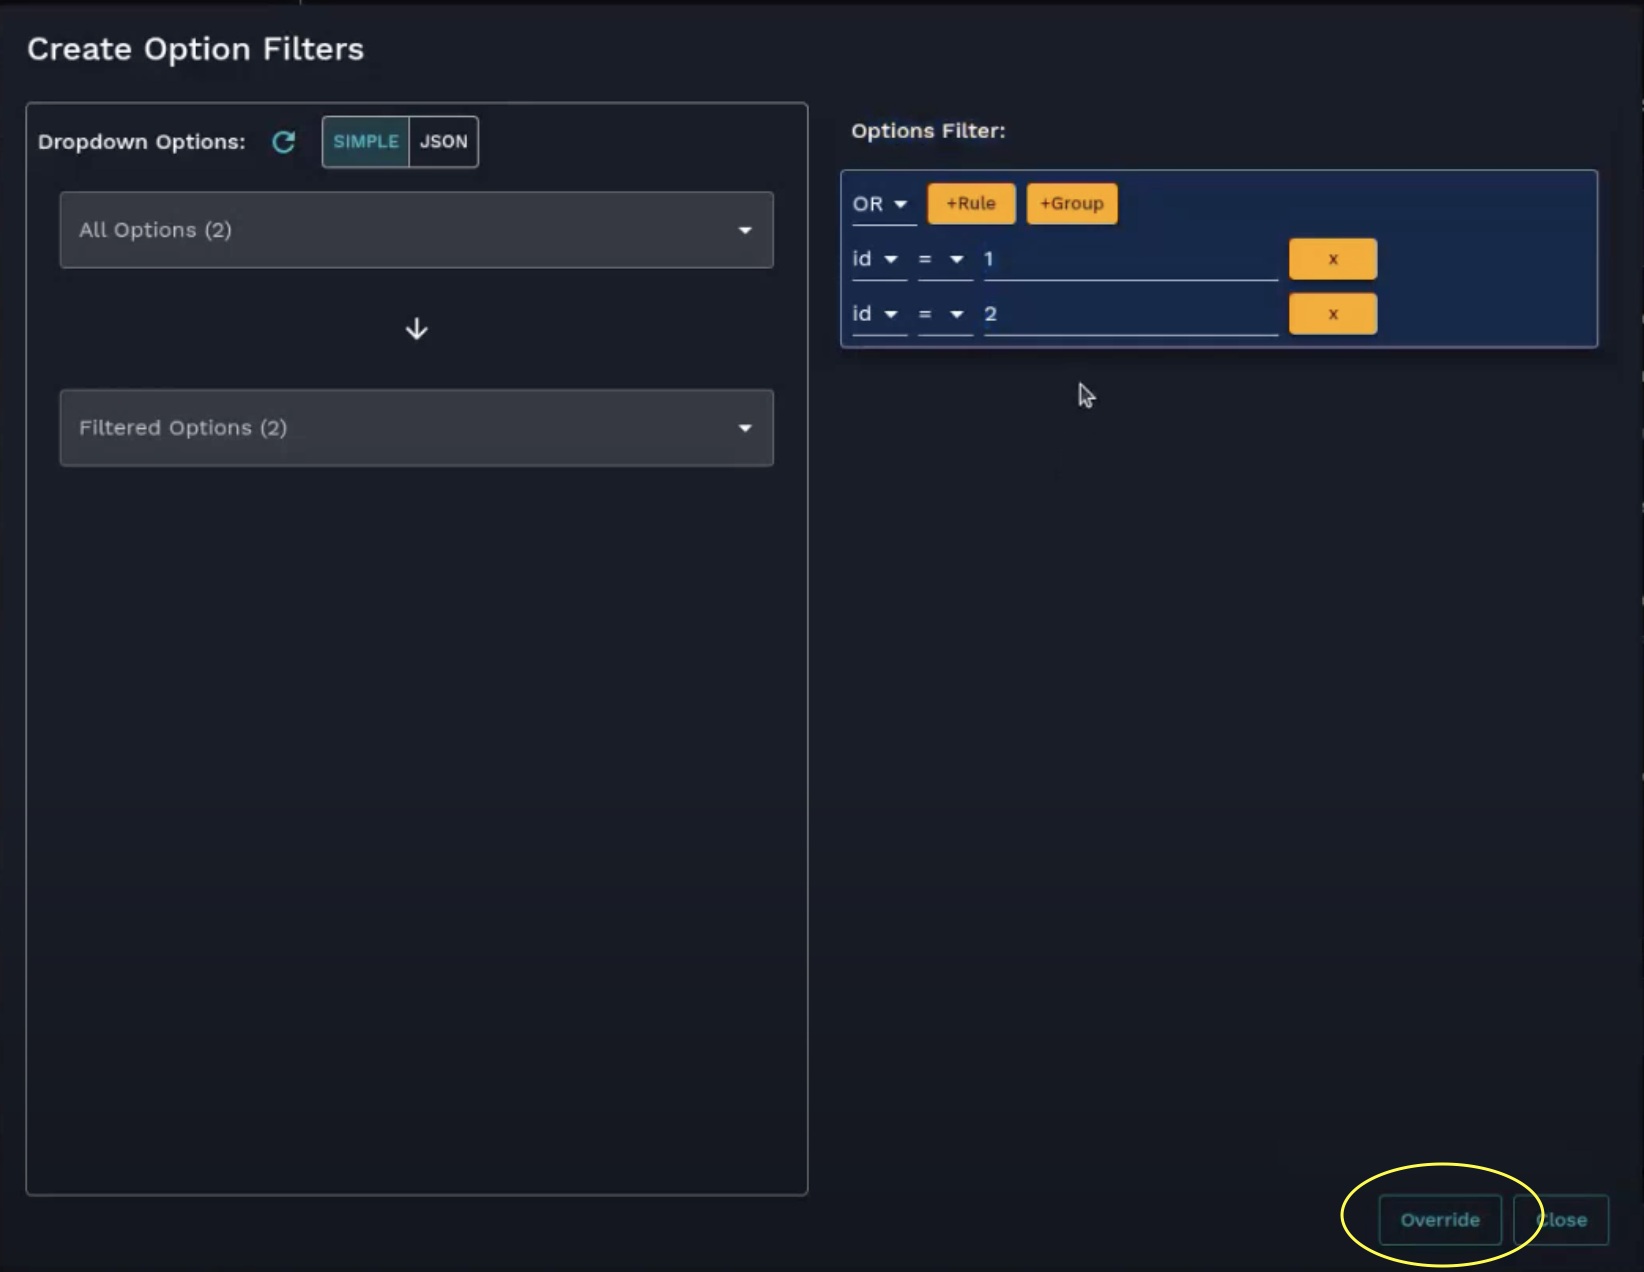 Create Option Filters
Dropdown Options: SIMPLE JSON
All Options (2)
Filtered Options (2)
Options Filter:
OR +Rule +Group
id = 1 x
id = 2 x
Override Close